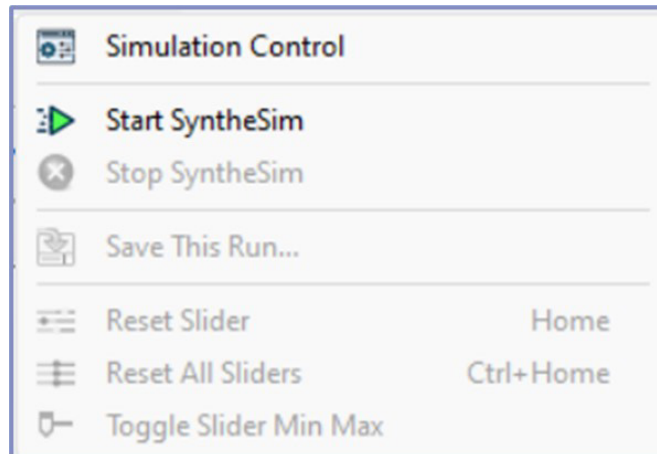 Simulation Control
Start SyntheSim
Stop SyntheSim
Save This Run...
Reset Slider Home
Reset All Sliders Ctrl+Home
Toggle Slider Min Max